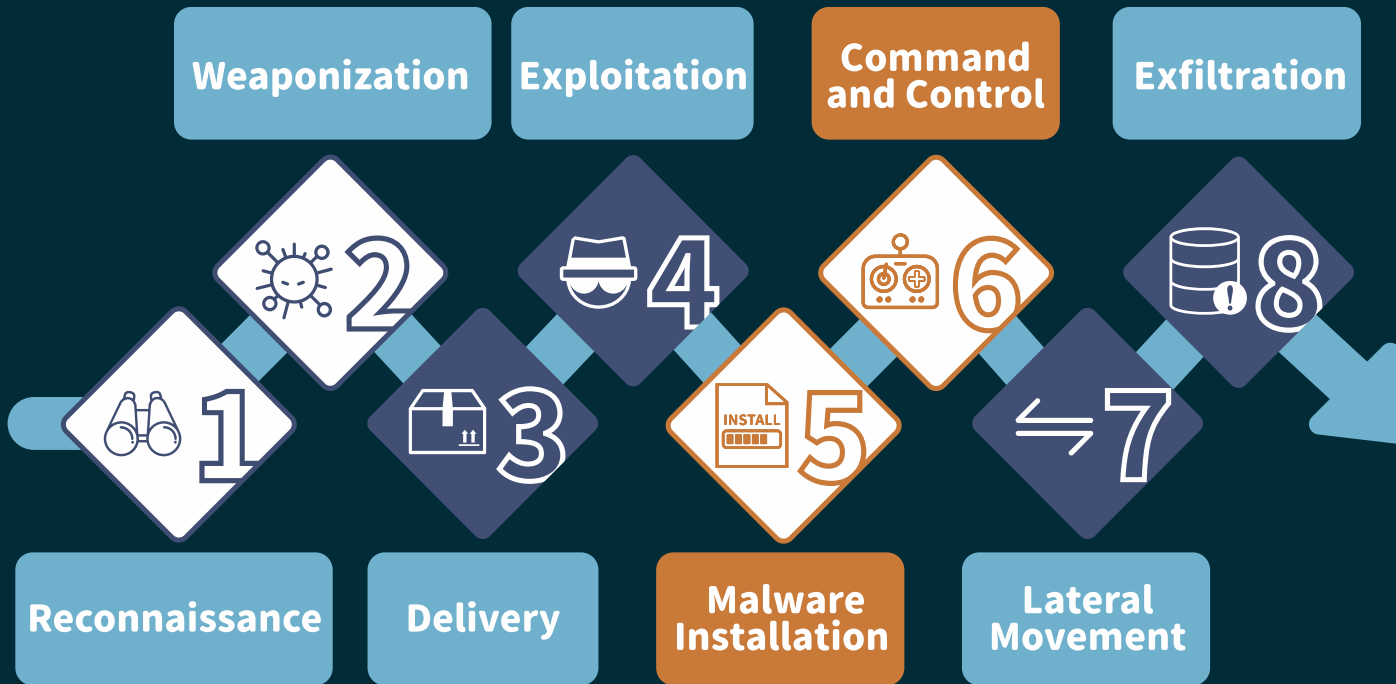 Weaponization
Exploitation
Command
and Control
Exfiltration
2
4
6
8
1
3
INSTALL
5
7
Reconnaissance
Delivery
Malware
Installation
Lateral
Movement